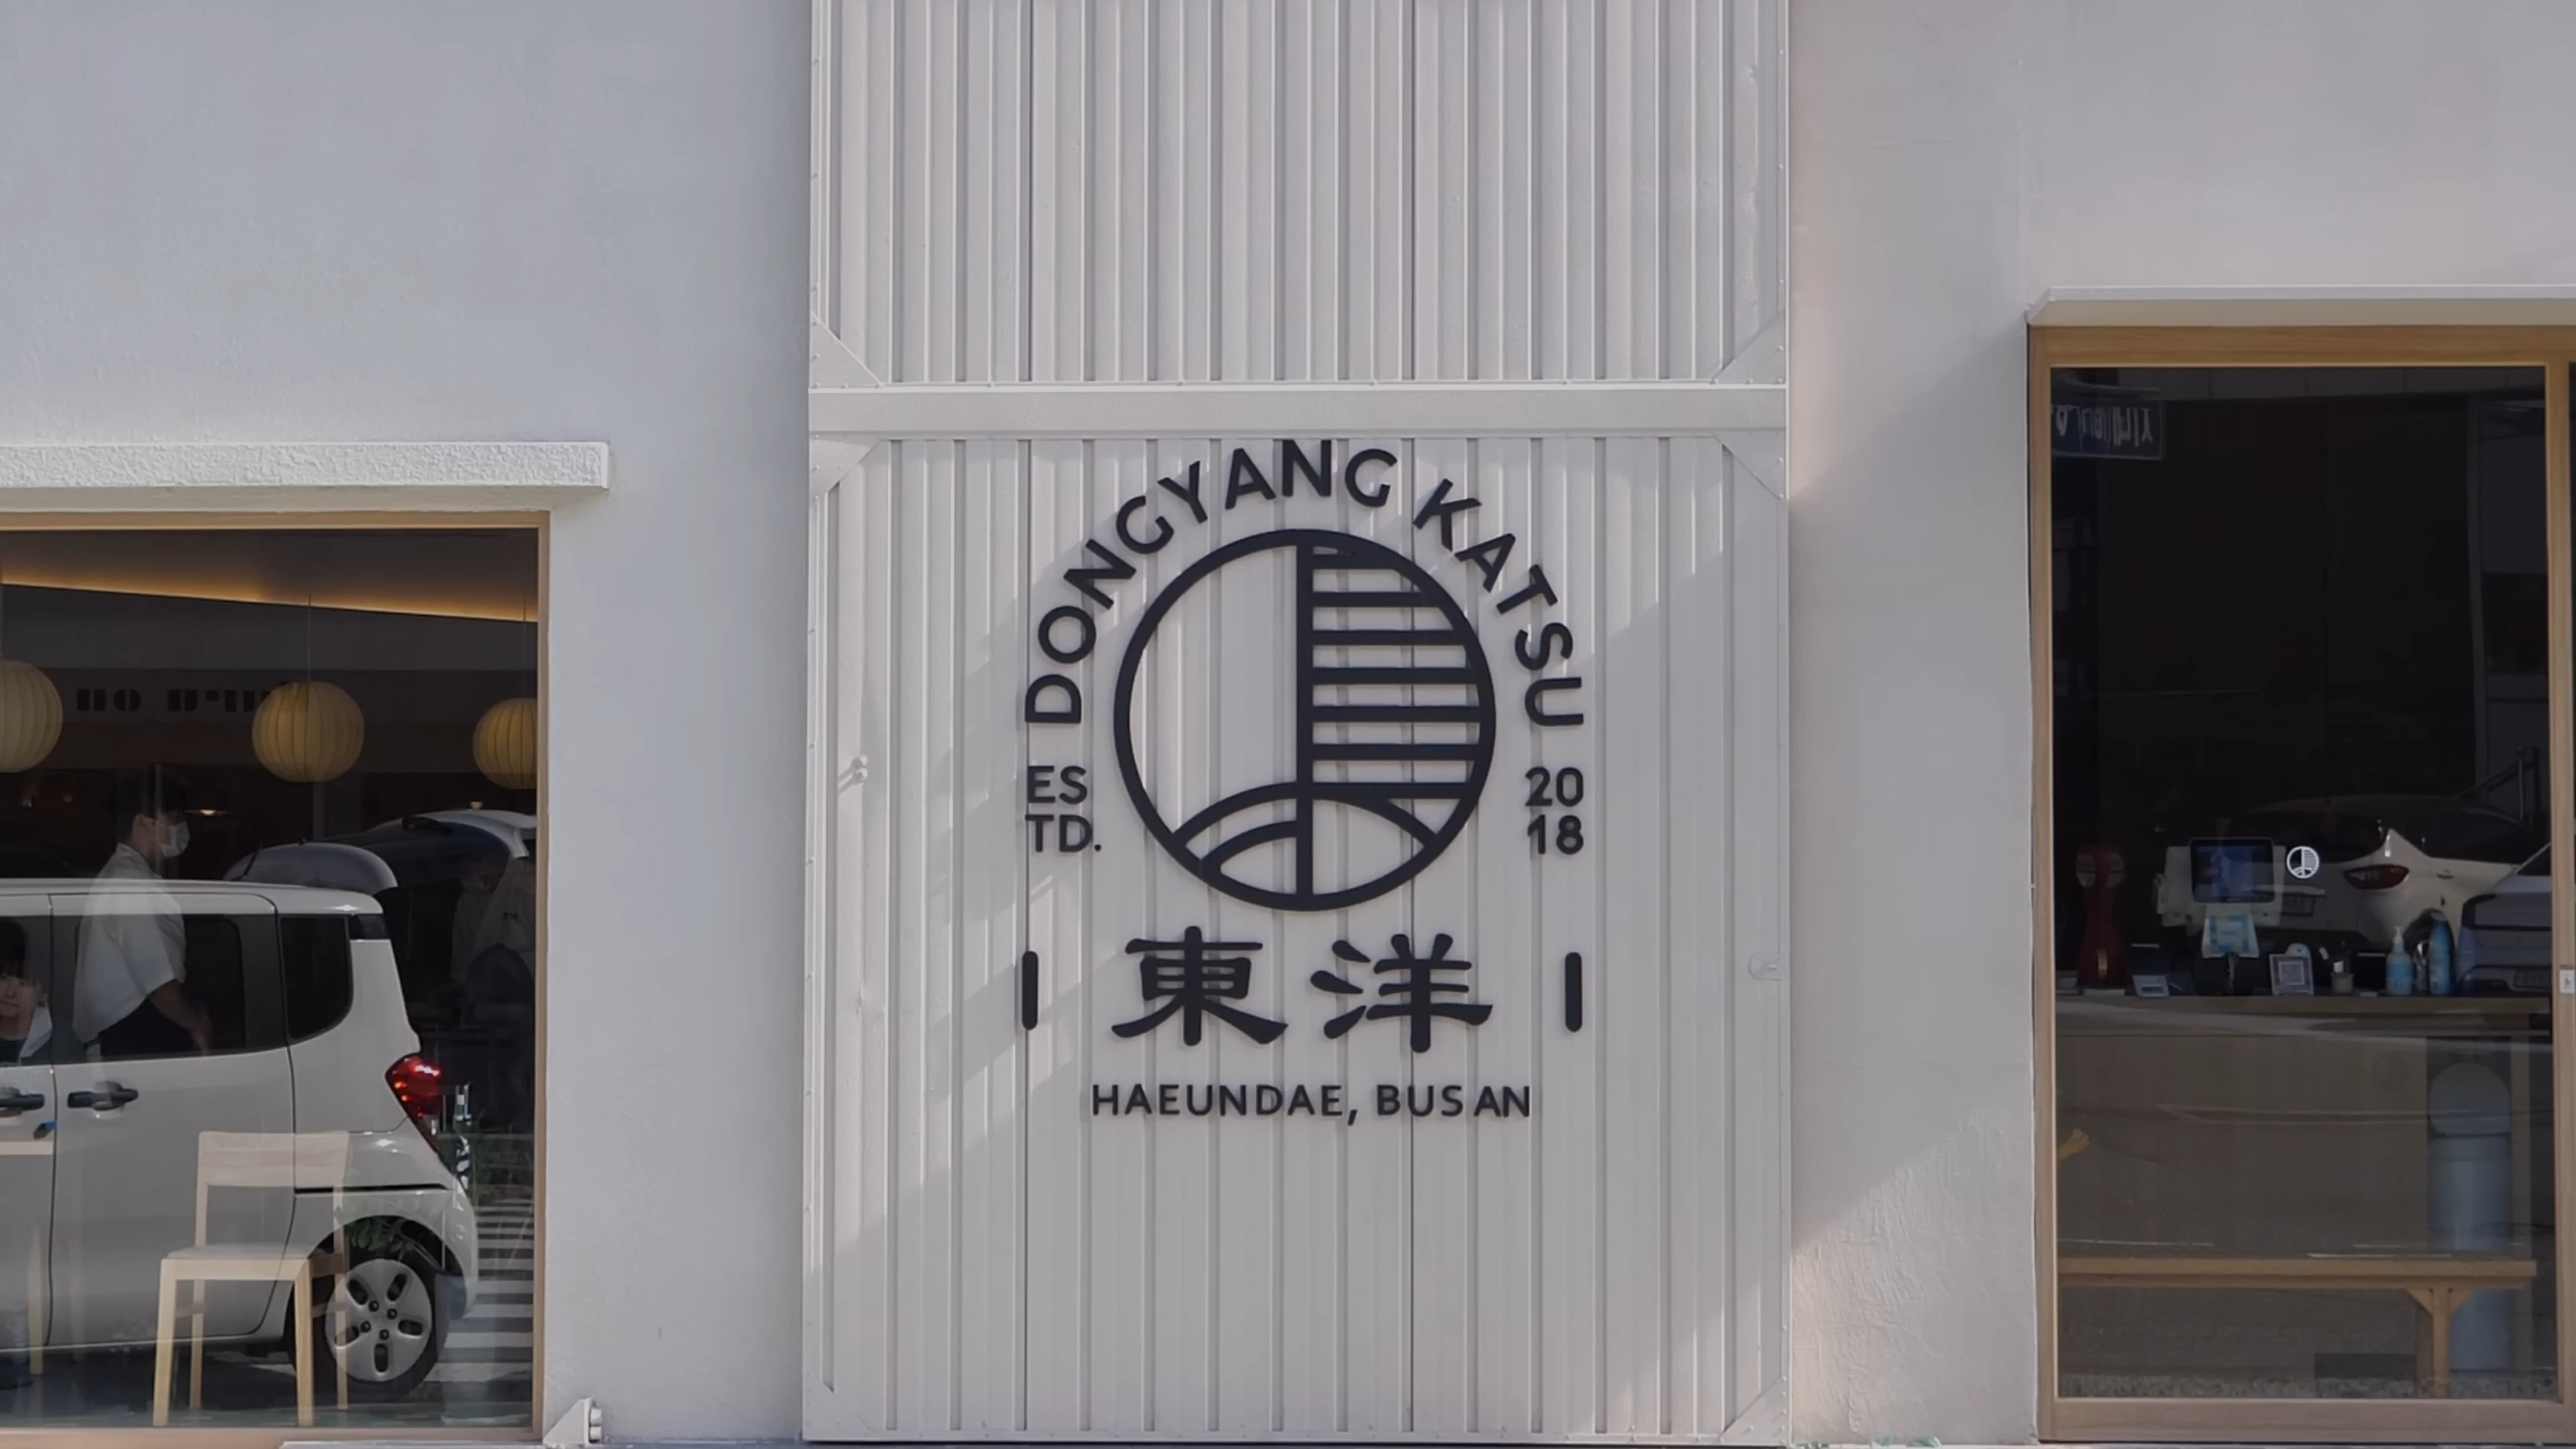 DONGYANG KATSU
ES
TD.
20
18
東洋
HAEUNDAE, BUSAN